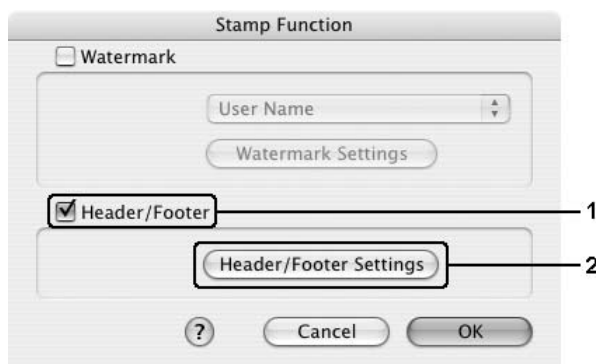 Stamp Function
Watermark
User Name
Watermark Settings
Header/Footer
1
Header/Footer Settings
2
?
Cancel
OK